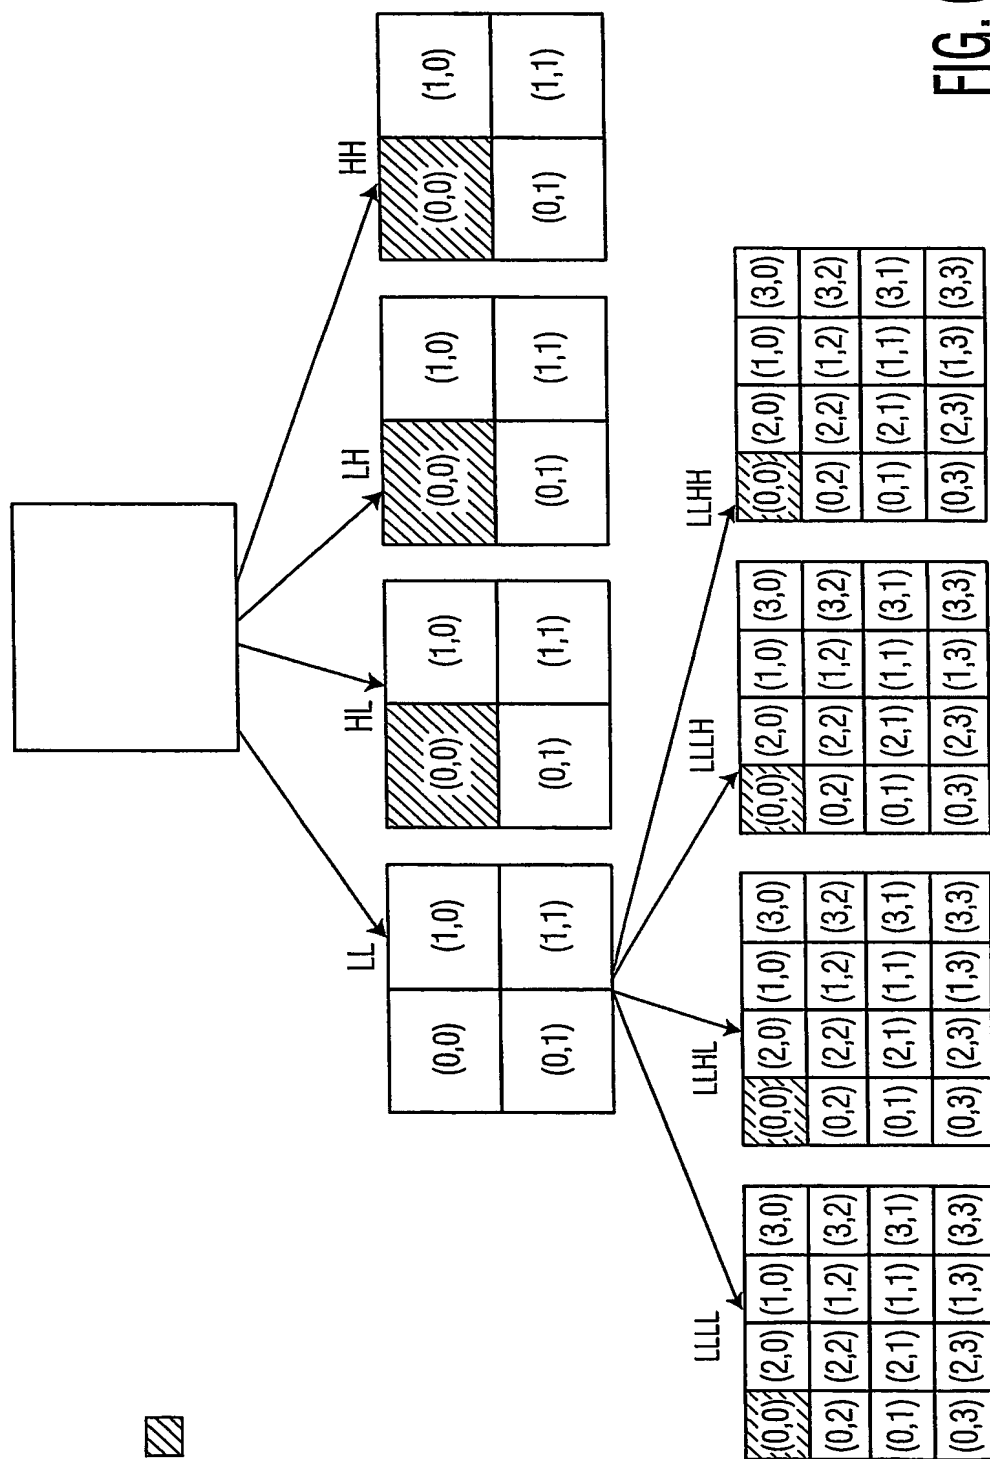 LL HL LH HH
(0,0) (1,0) (0,0) (1,0) (0,0) (1,0) (0,0) (1,0)
(0,1) (1,1) (0,1) (1,1) (0,1) (1,1) (0,1) (1,1)
LLLL LLHL LLLH LLHH
(0,0) (2,0) (1,0) (3,0) (0,0) (2,0) (1,0) (3,0) (0,0) (2,0) (1,0) (3,0) (0,0) (2,0) (1,0) (3,0)
(0,2) (2,2) (1,2) (3,2) (0,2) (2,2) (1,2) (3,2) (0,2) (2,2) (1,2) (3,2) (0,2) (2,2) (1,2) (3,2)
(0,1) (2,1) (1,1) (3,1) (0,1) (2,1) (1,1) (3,1) (0,1) (2,1) (1,1) (3,1) (0,1) (2,1) (1,1) (3,1)
(0,3) (2,3) (1,3) (3,3) (0,3) (2,3) (1,3) (3,3) (0,3) (2,3) (1,3) (3,3) (0,3) (2,3) (1,3) (3,3)
FIG.